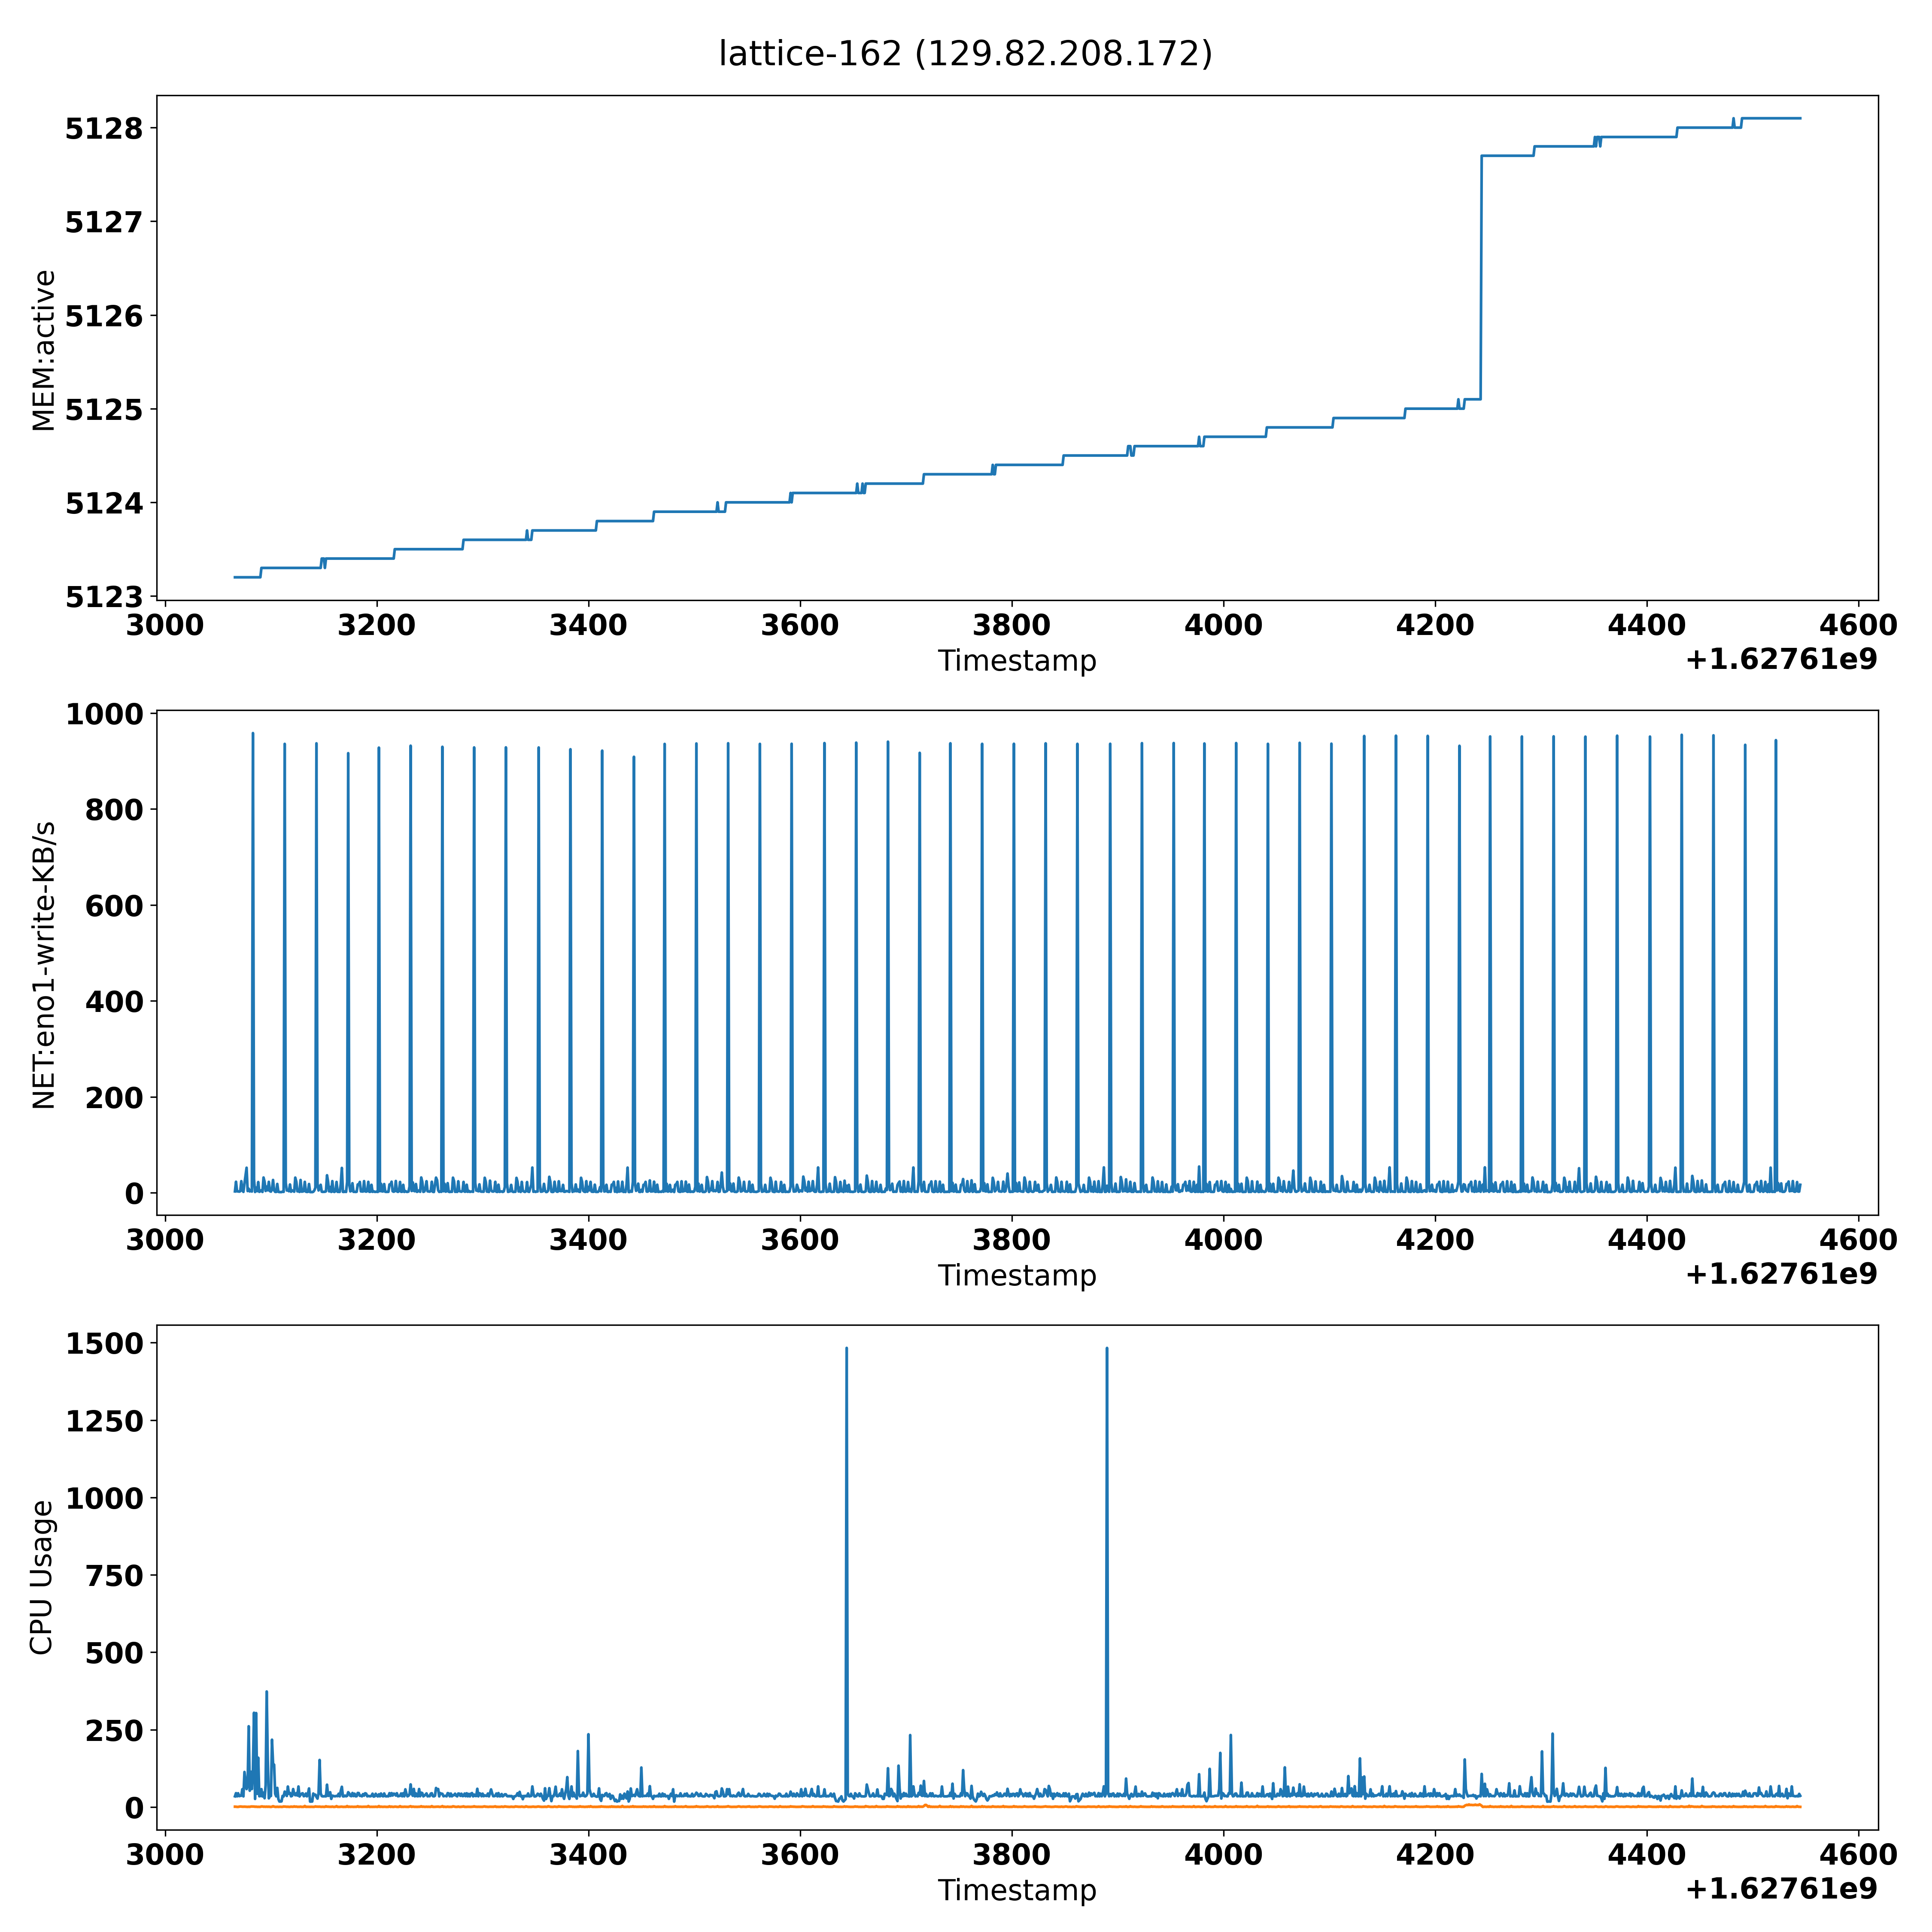 lattice-162 (129.82.208.172)
MEM:active
5128
5127
5126
5125
5124
5123
3000 3200 3400 3600 3800 4000 4200 4400 4600
Timestamp
+1.62761e9
NET:eno1-write-KB/s
1000
800
600
400
200
0
3000 3200 3400 3600 3800 4000 4200 4400 4600
Timestamp
+1.62761e9
CPU Usage
1500
1250
1000
750
500
250
0
3000 3200 3400 3600 3800 4000 4200 4400 4600
Timestamp
+1.62761e9